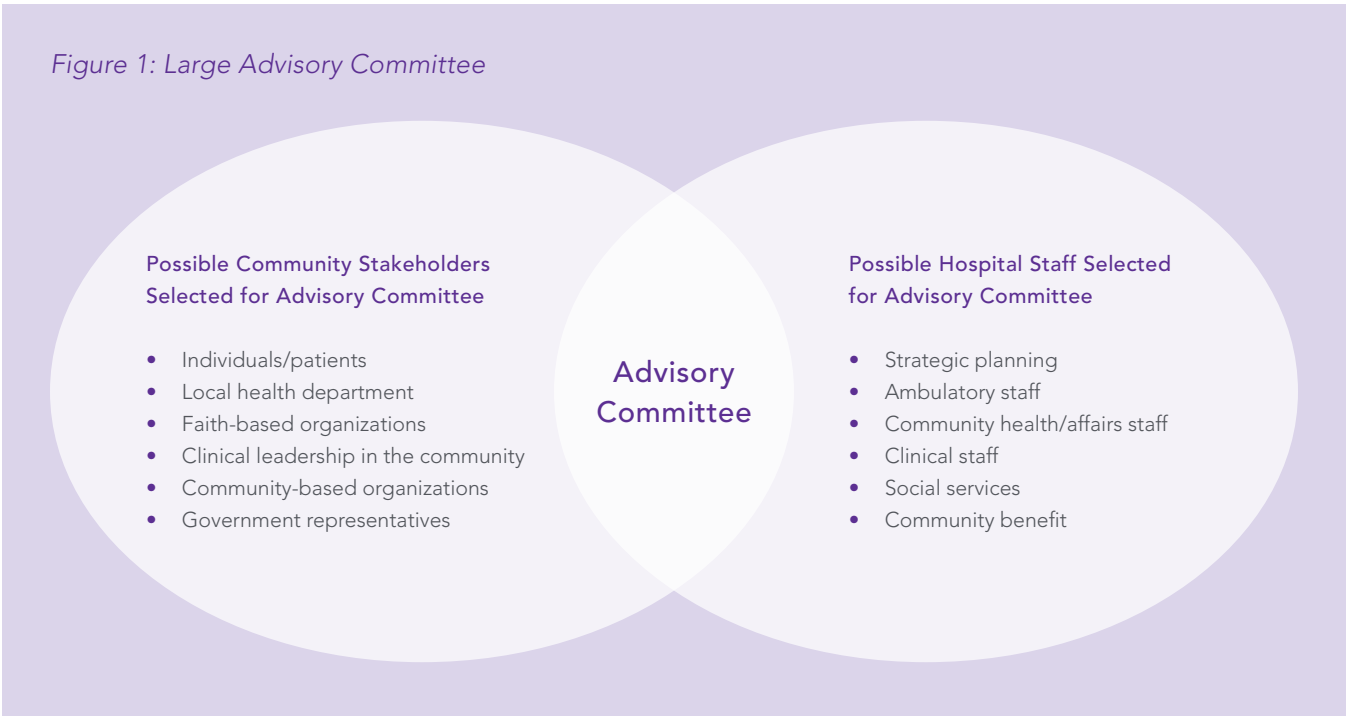 Figure 1: Large Advisory Committee
Possible Community Stakeholders
Selected for Advisory Committee
• Individuals/patients
• Local health department
• Faith-based organizations
• Clinical leadership in the community
• Community-based organizations
• Government representatives
Advisory
Committee
Possible Hospital Staff Selected
for Advisory Committee
• Strategic planning
• Ambulatory staff
• Community health/affairs staff
• Clinical staff
• Social services
• Community benefit